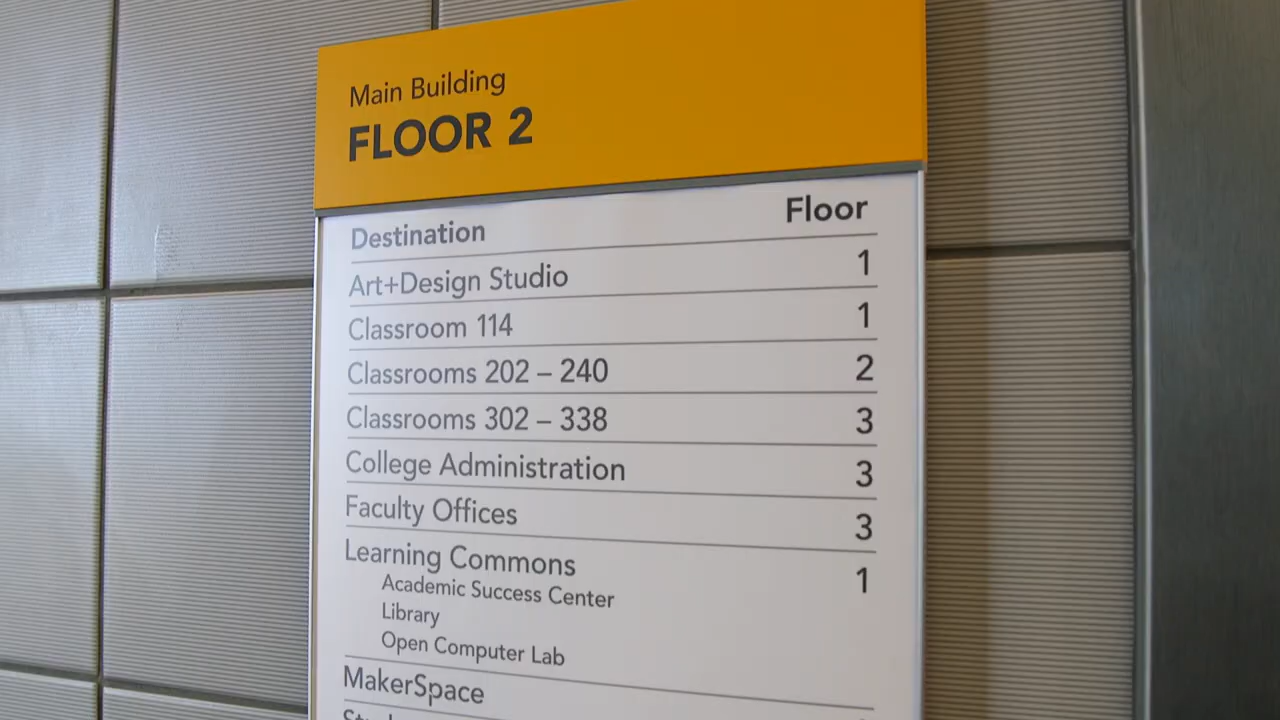 Main Building
FLOOR 2
Destination Floor
Art+Design Studio 1
Classroom 114 1
Classrooms 202 – 240 2
Classrooms 302 – 338 3
College Administration 3
Faculty Offices 3
Learning Commons 1
Academic Success Center
Library
Open Computer Lab
MakerSpace